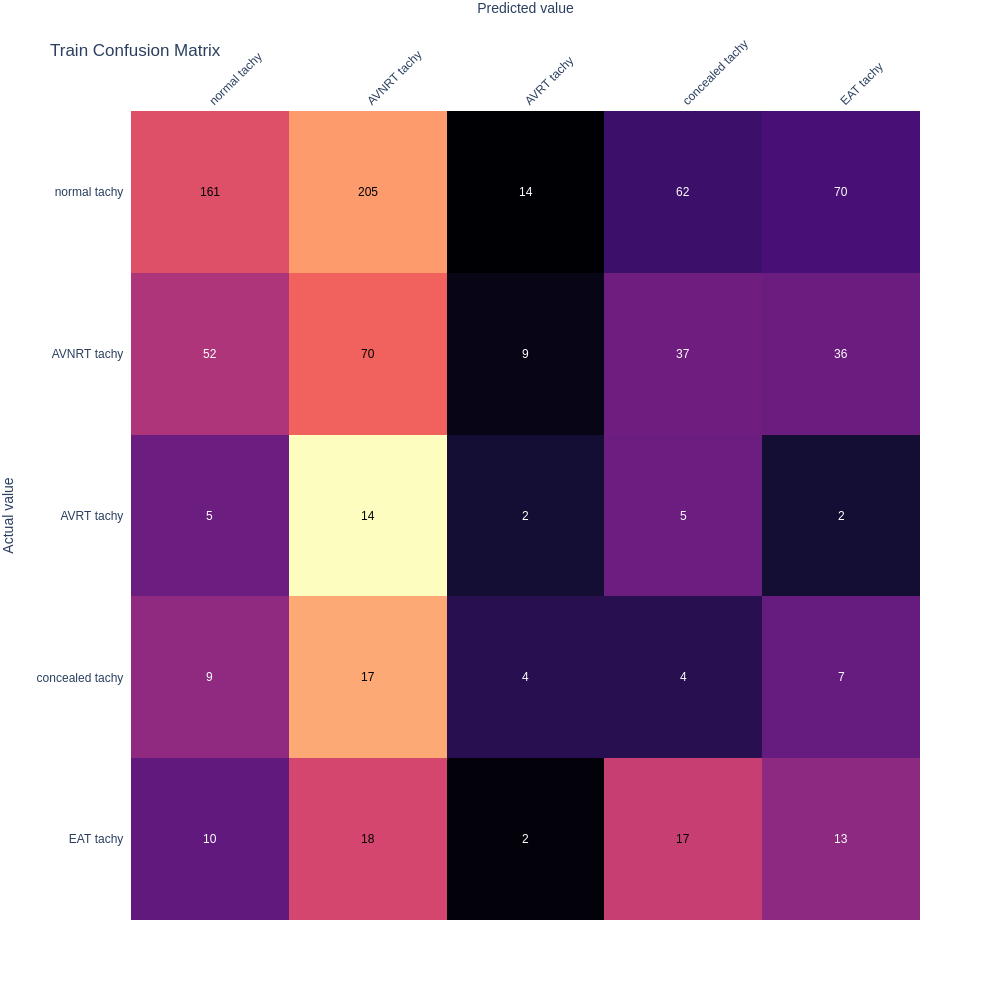 Predicted value
Train Confusion Matrix
normal tachy
AVNRT tachy
AVRT tachy
concealed tachy
EAT tachy
Actual value
normal tachy 161 205 14 62 70
AVNRT tachy 52 70 9 37 36
AVRT tachy 5 14 2 5 2
concealed tachy 9 17 4 4 7
EAT tachy 10 18 2 17 13